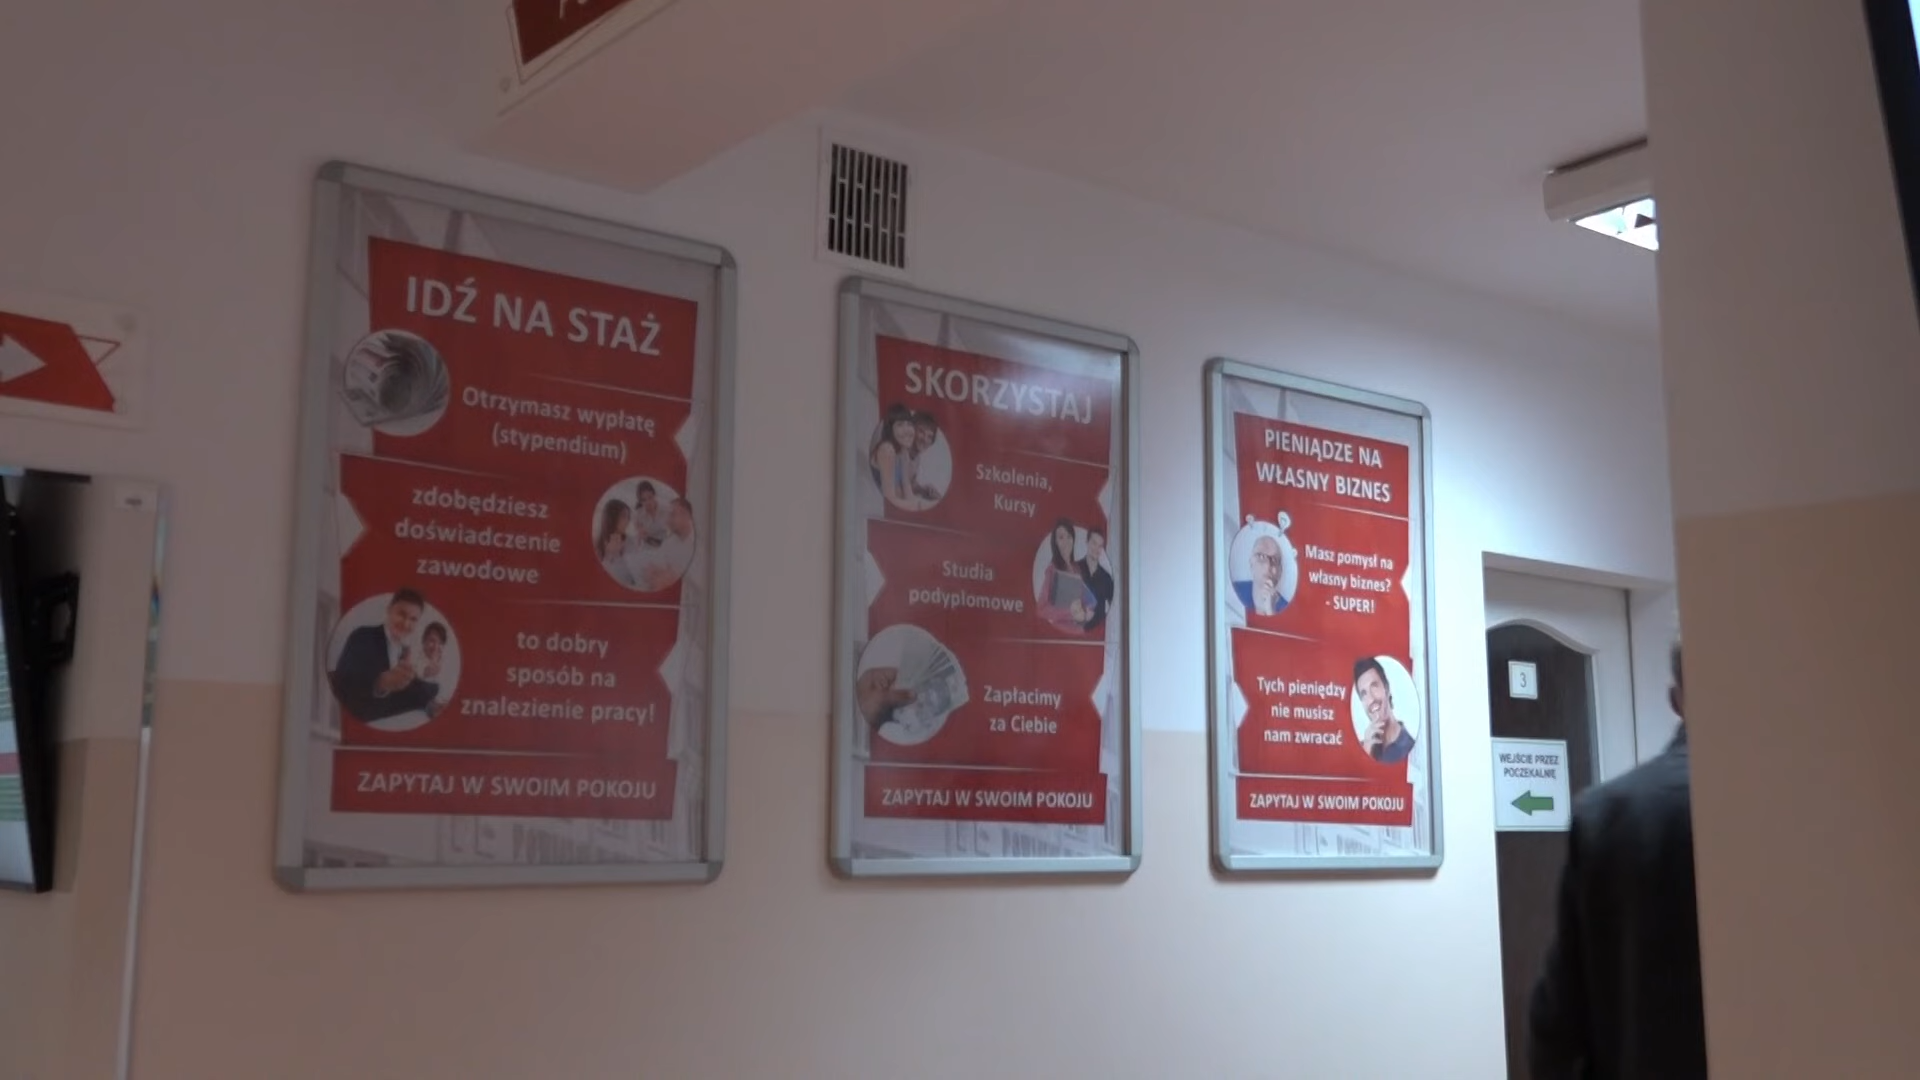 IDŹ NA STAŻ
Otrzymasz wypłatę
(stypendium)
zdobędziesz
doświadczenie
zawodowe
to dobry
sposób na
znalezienie pracy!
ZAPYTAJ W SWOIM POKOJU
SKORZYSTAJ
Szkolenia,
Kursy
Studia
podyplomowe
Zapłacimy
za Ciebie
ZAPYTAJ W SWOIM POKOJU
PIENIĄDZE NA
WŁASNY BIZNES
Masz pomysł na
własny biznes?
- SUPER!
Tych pieniędzy
nie musisz
nam zwracać
ZAPYTAJ W SWOIM POKOJU
3
WEJŚCIE PRZEZ
POCZEKALNIĘ